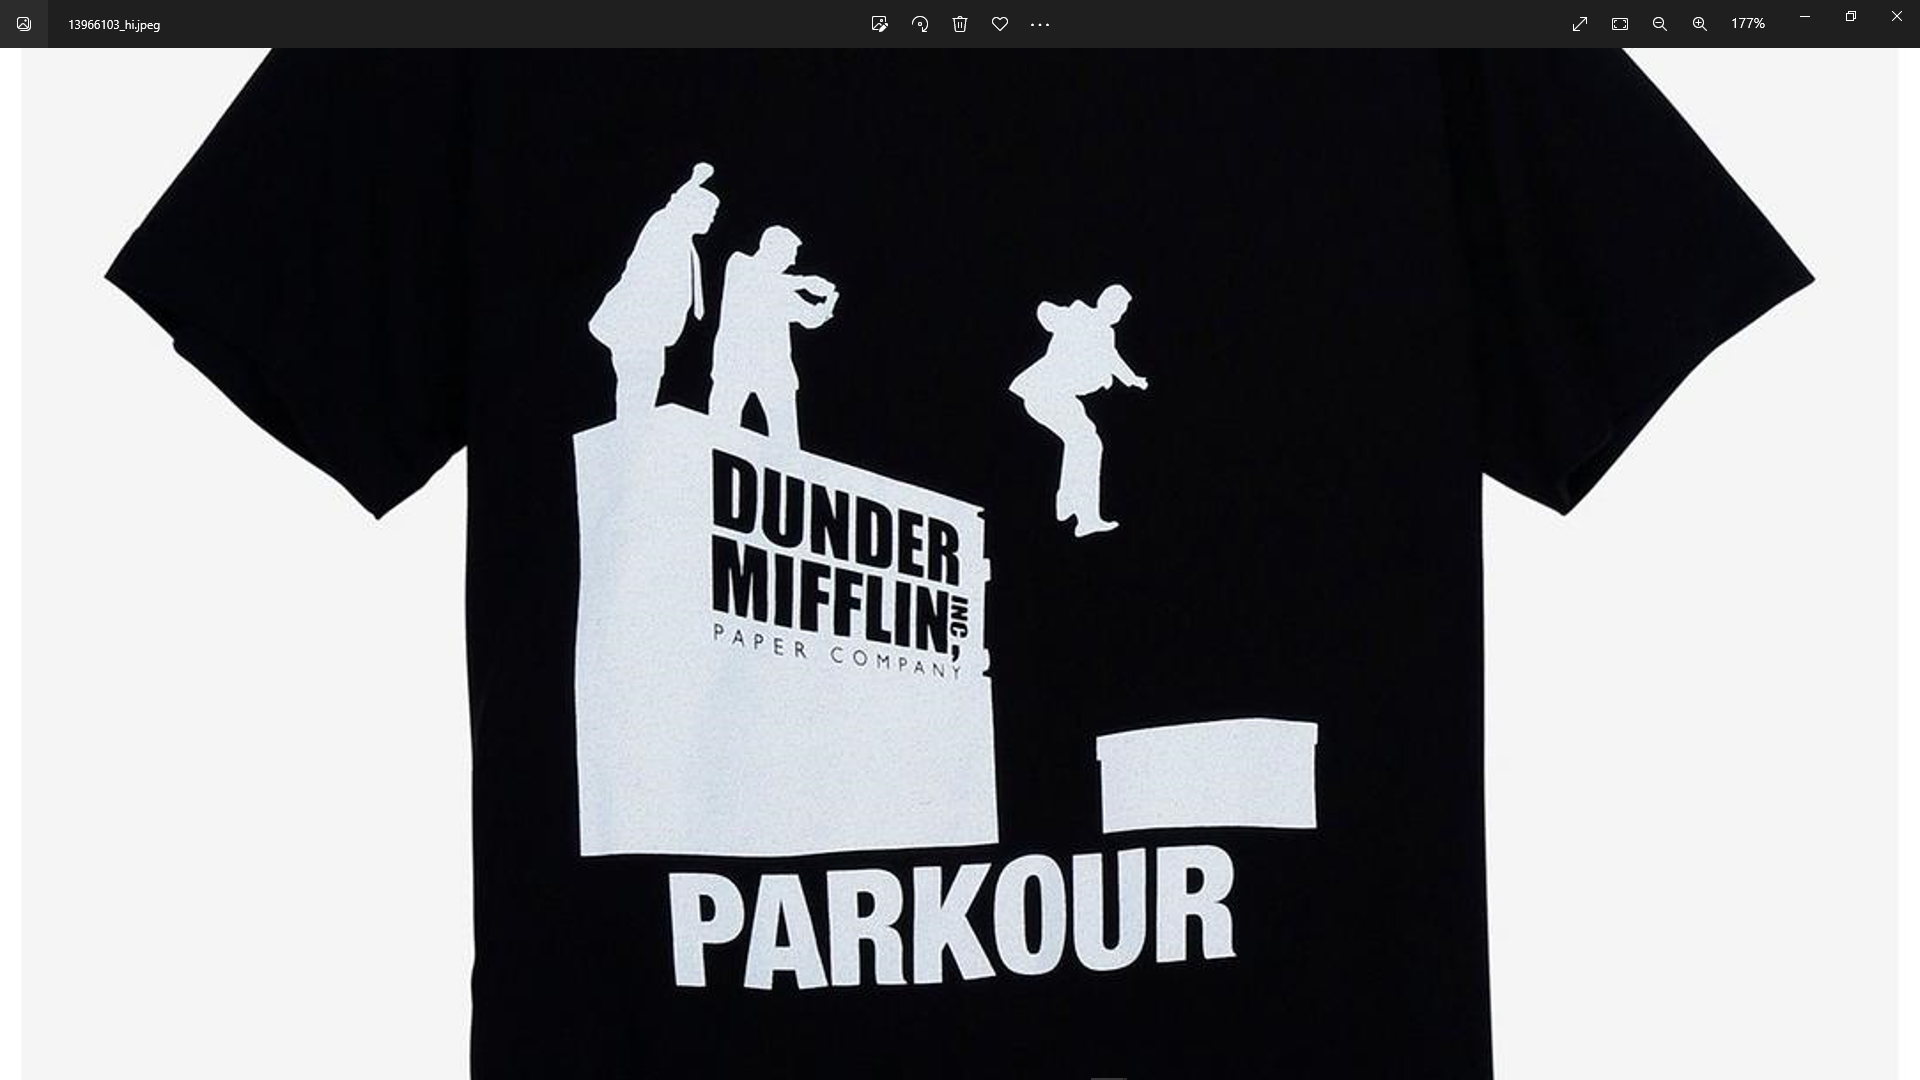 13966103_hi.jpeg
177%
DUNDER
MIFFLIN, INC
PAPER COMPANY
PARKOUR